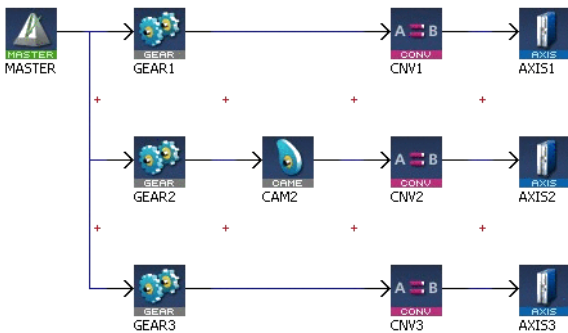 A B
A B
MASTER GEAR CONV AXIS
MASTER GEAR1 CNV1 AXIS1
A B
GEAR CAME CONV AXIS
GEAR2 CAM2 CNV2 AXIS2
A B
GEAR CONV AXIS
GEAR3 CNV3 AXIS3